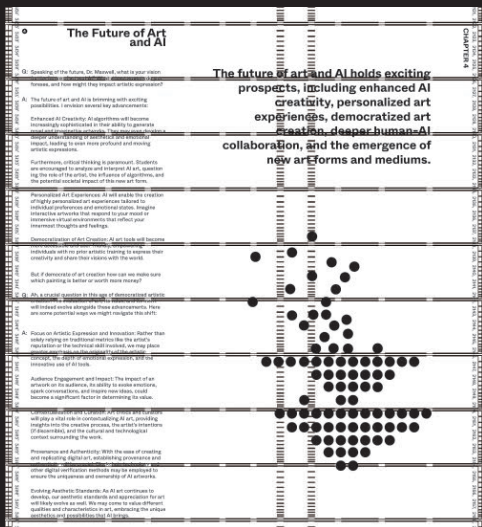 The Future of Art
and AI
CHAPTER 4
The future of art and AI holds exciting
prospects, including enhanced AI
creativity, personalized art
experiences, democratized art
creation, deeper human-AI
collaboration, and the emergence of
new art forms and mediums.
Q: Speaking of the future, Dr. Maxwell, what is your vision
forsees, and how might they impact artistic expression?
A: The future of art and AI is brimming with exciting
possibilities. I envision several key advancements:
Enhanced AI Creativity: AI algorithms will become
increasingly sophisticated in their ability to generate
deeper understanding of aesthetics and emotional
impact, leading to even more profound and moving
artistic expressions.
Furthermore, critical thinking is paramount. Students
are encouraged to analyze and interpret AI art, question
ing the role of the artist, the influence of algorithms, and
the potential societal impact of this new art form.
Personalized Art Experiences: AI will enable the creation
of highly personalized art experiences tailored to
individual preferences and emotional states. Imagine
interactive artworks that respond to your mood or
immersive virtual environments that reflect your
innermost thoughts and feelings.
Democratization of Art Creation: AI art tools will become
individuals with no prior artistic training to express their
creativity and share their visions with the world.
But if democrate of art creation how can we make sure
which painting is better or worth more money?
Ah, a crucial question in this age of democratized artistic
will indeed evolve alongside these advancements. Here
are some potential ways we might navigate this shift:
A: Focus on Artistic Expression and Innovation: Rather than
solely relying on traditional metrics like the artist's
reputation or the technical skill involved, we may place
concept, the depth of emotional expression, and the
innovative use of AI tools.
Audience Engagement and Impact: The impact of an
artwork on its audience, its ability to evoke emotions,
spark conversations, and inspire new ideas, could
become a significant factor in determining its value.
Contextualization and Curation: Art critics and curators
will play a vital role in contextualizing AI art, providing
insights into the creative process, the artist's intentions
(if discernible), and the cultural and technological
context surrounding the work.
Provenance and Authenticity: With the ease of creating
and replicating digital art, establishing provenance and
other digital verification methods may be employed to
ensure the uniqueness and ownership of AI artworks.
Evolving Aesthetic Standards: As AI art continues to
develop, our aesthetic standards and appreciation for art
will likely evolve as well. We may come to value different
qualities and characteristics in art, embracing the unique
aesthetics and possibilities that AI brings.